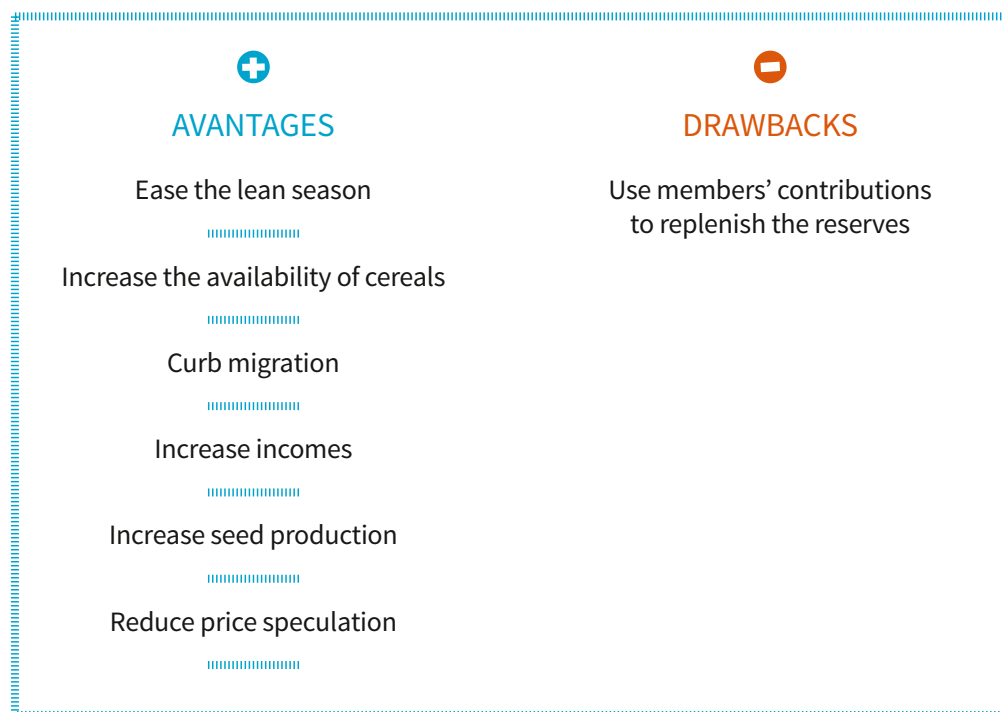 AVANTAGES
Ease the lean season
Increase the availability of cereals
Curb migration
Increase incomes
Increase seed production
Reduce price speculation
DRAWBACKS
Use members’ contributions
to replenish the reserves